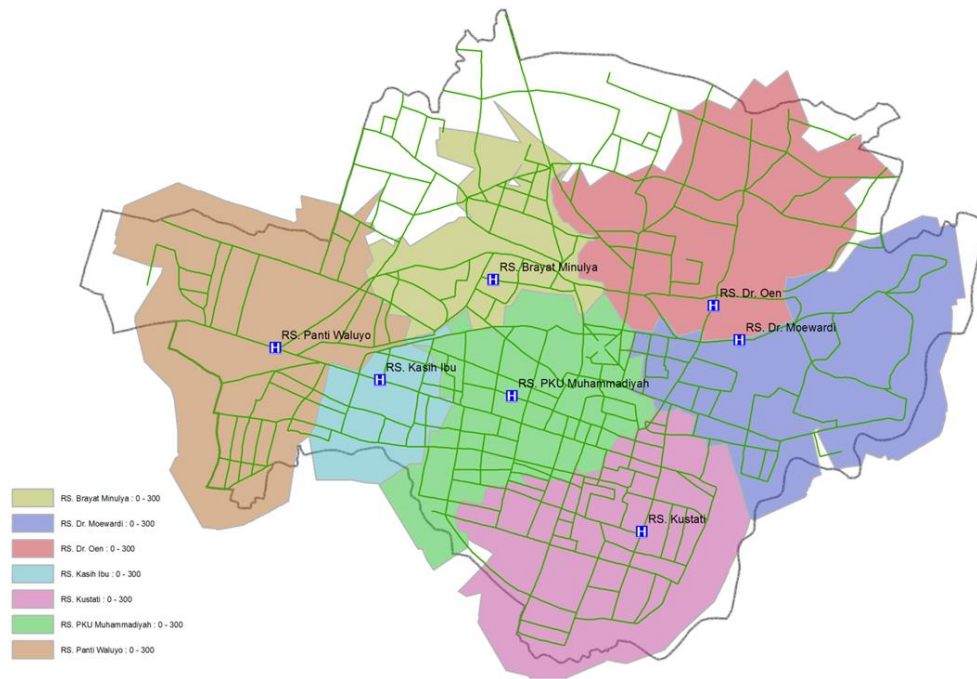 RS. Brayat Minulya
RS. Dr. Oen
RS. Dr. Moewardi
RS. Panti Waluyo
RS. Kasih Ibu
RS. PKU Muhammadiyah
RS. Kustati
H
H
H
H
H
H
H
RS. Brayat Minulya : 0 - 300
RS. Dr. Moewardi : 0 - 300
RS. Dr. Oen : 0 - 300
RS. Kasih Ibu : 0 - 300
RS. Kustati : 0 - 300
RS. PKU Muhammadiyah : 0 - 300
RS. Panti Waluyo : 0 - 300